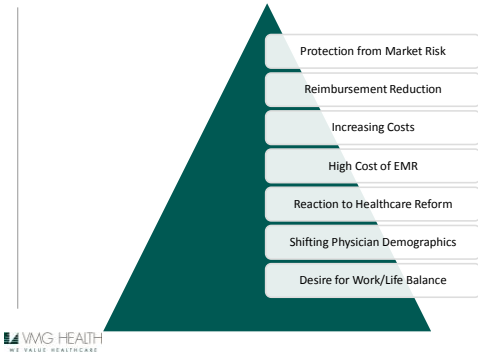 Protection from Market Risk
Reimbursement Reduction
Increasing Costs
High Cost of EMR
Reaction to Healthcare Reform
Shifting Physician Demographics
Desire for Work/Life Balance
VMG HEALTH
WE VALUE HEALTHCARE